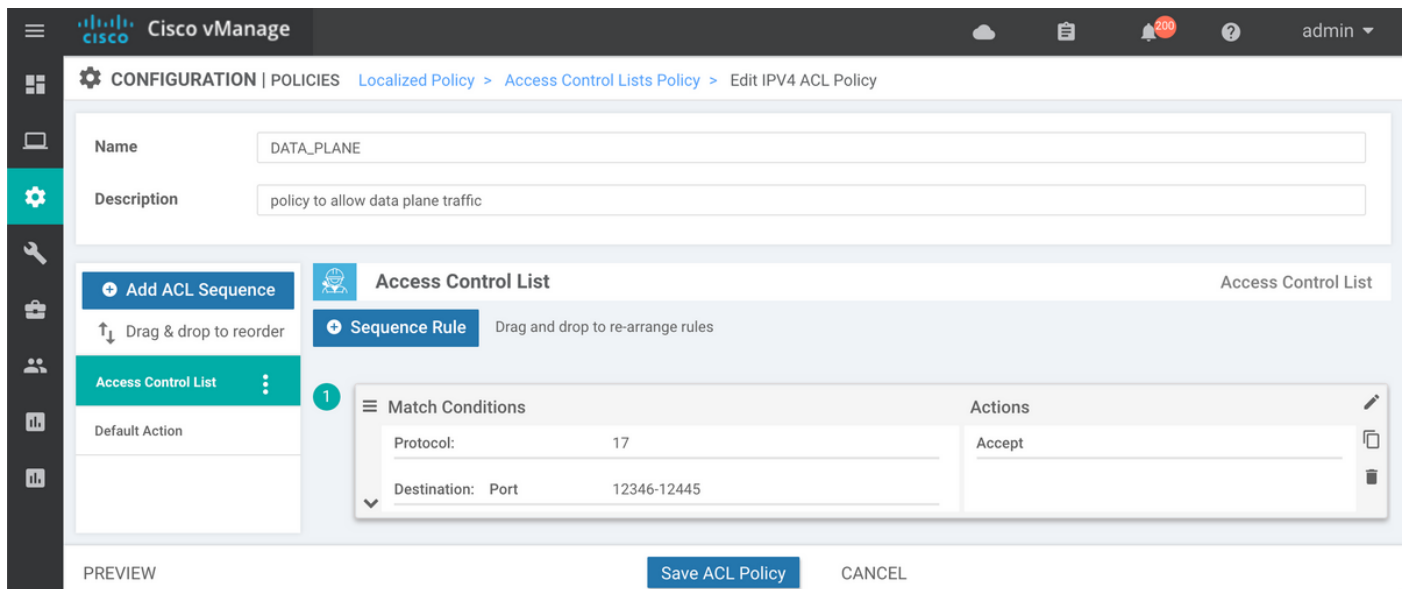 cisco Cisco vManage 200 admin
CONFIGURATION | POLICIES Localized Policy > Access Control Lists Policy > Edit IPV4 ACL Policy
Name DATA_PLANE
Description policy to allow data plane traffic
Add ACL Sequence
Drag & drop to reorder
Access Control List
Default Action
Access Control List Access Control List
Sequence Rule Drag and drop to re-arrange rules
1
Match Conditions Actions
Protocol: 17 Accept
Destination: Port 12346-12445
PREVIEW Save ACL Policy CANCEL